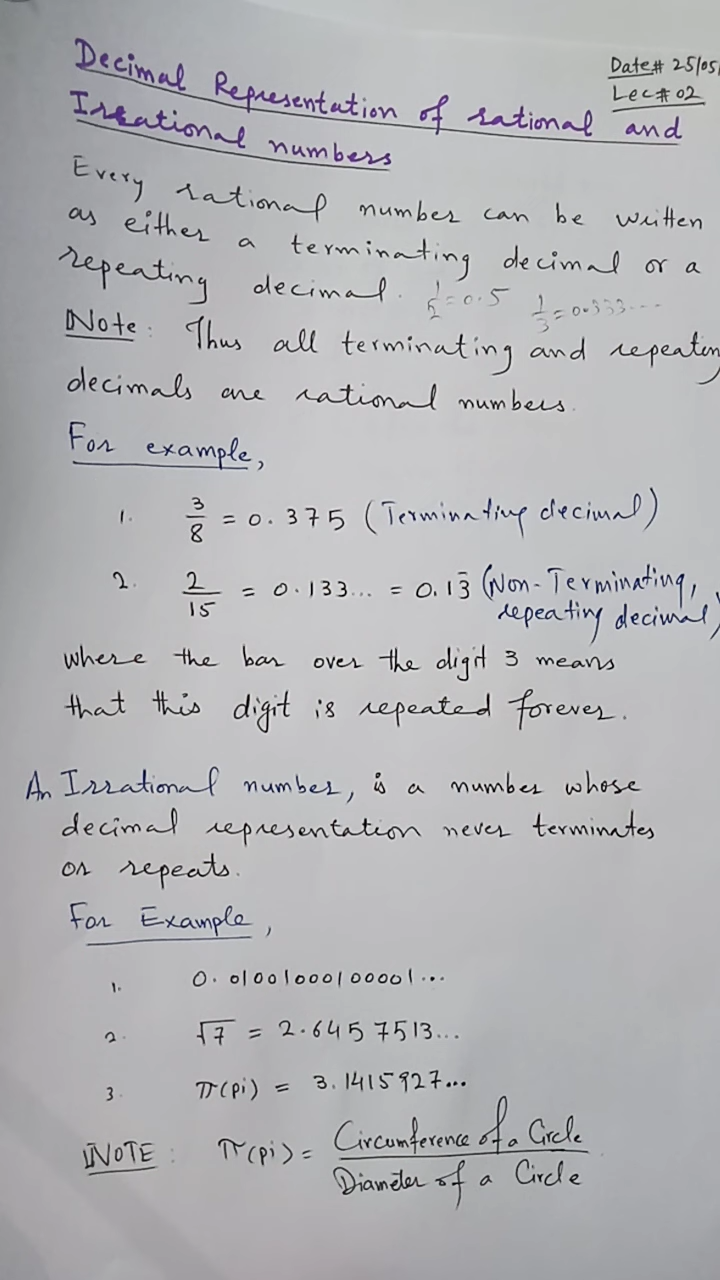 Date# 25/05/
Lec# 02
Decimal Representation of rational and
Irrational numbers
Every rational number can be written
as either a terminating decimal or a
repeating decimal. 1/2 = 0.5 1/3 = 0.333...
Note: Thus all terminating and repeatin
decimals are rational numbers.
For example,
1. 3/8 = 0.375 (Terminating decimal)
2. 2/15 = 0.133... = 0.13̄ (Non-Terminating,
repeating decimal)
where the bar over the digit 3 means
that this digit is repeated forever.
An Irrational number, is a number whose
decimal representation never terminates
or repeats.
For Example,
1. 0.01001000100001...
2. √7 = 2.6457513...
3. π(pi) = 3.1415927...
NOTE: π(pi) = Circumference of a Circle
Diameter of a Circle